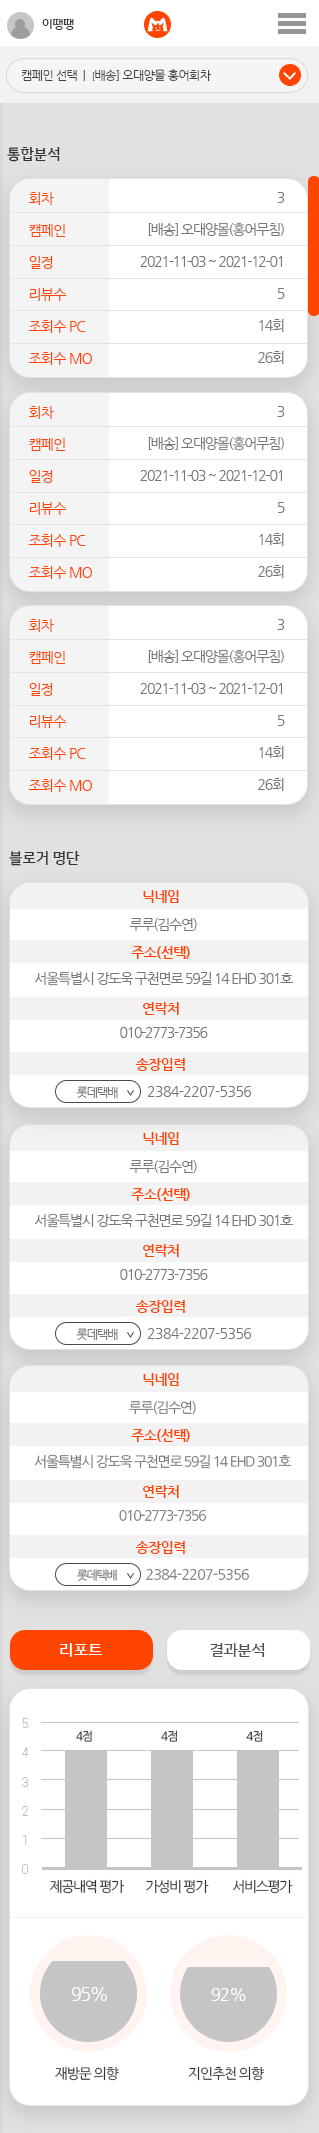 이땡땡
캠페인 선택 | [배송] 오대양몰 홍어회차
통합분석
회차 3
캠페인 [배송] 오대양몰(홍어무침)
일정 2021-11-03 ~ 2021-12-01
리뷰수 5
조회수 PC 14회
조회수 MO 26회
회차 3
캠페인 [배송] 오대양몰(홍어무침)
일정 2021-11-03 ~ 2021-12-01
리뷰수 5
조회수 PC 14회
조회수 MO 26회
회차 3
캠페인 [배송] 오대양몰(홍어무침)
일정 2021-11-03 ~ 2021-12-01
리뷰수 5
조회수 PC 14회
조회수 MO 26회
블로거 명단
닉네임
루루(김수연)
주소(선택)
서울특별시 강도욱 구천면로 59길 14 EHD 301호
연락처
010-2773-7356
송장입력
롯데택배 2384-2207-5356
닉네임
루루(김수연)
주소(선택)
서울특별시 강도욱 구천면로 59길 14 EHD 301호
연락처
010-2773-7356
송장입력
롯데택배 2384-2207-5356
닉네임
루루(김수연)
주소(선택)
서울특별시 강도욱 구천면로 59길 14 EHD 301호
연락처
010-2773-7356
송장입력
롯데택배 2384-2207-5356
리포트 결과분석
5
4점 4점 4점
4
3
2
1
0
제공내역 평가 가성비 평가 서비스평가
95% 92%
재방문 의향 지인추천 의향